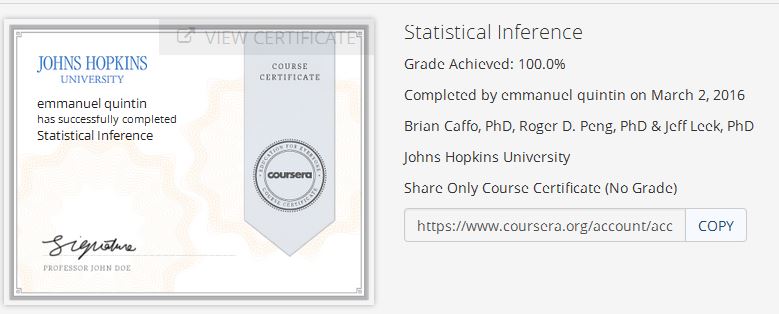 VIEW CERTIFICATE
JOHNS HOPKINS
UNIVERSITY
emmanuel quintin
has successfully completed
Statistical Inference
Signature
PROFESSOR JOHN DOE
COURSE
CERTIFICATE
EDUCATION FOR EVERYONE
coursera
COURSE CERTIFICATE
Statistical Inference
Grade Achieved: 100.0%
Completed by emmanuel quintin on March 2, 2016
Brian Caffo, PhD, Roger D. Peng, PhD & Jeff Leek, PhD
Johns Hopkins University
Share Only Course Certificate (No Grade)
https://www.coursera.org/account/acc
COPY